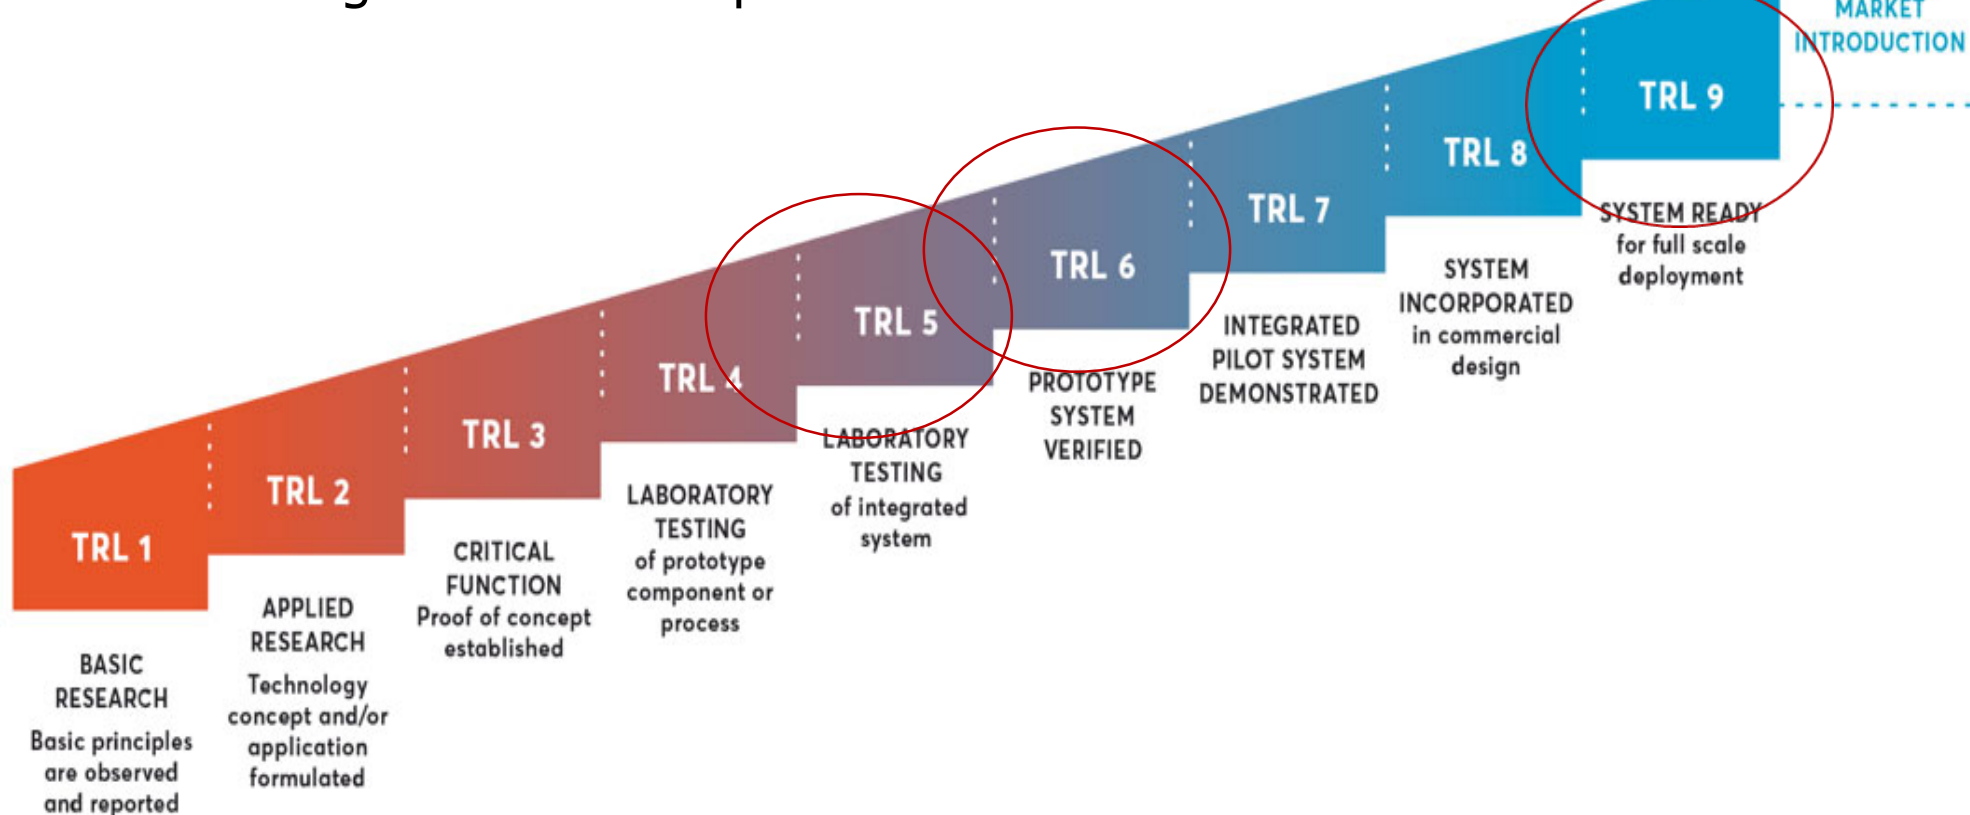 TRL 1
BASIC
RESEARCH
Basic principles
are observed
and reported
TRL 2
APPLIED
RESEARCH
Technology
concept and/or
application
formulated
TRL 3
CRITICAL
FUNCTION
Proof of concept
established
TRL 4
LABORATORY
TESTING
of prototype
component or
process
TRL 5
LABORATORY
TESTING
of integrated
system
TRL 6
PROTOTYPE
SYSTEM
VERIFIED
TRL 7
INTEGRATED
PILOT SYSTEM
DEMONSTRATED
TRL 8
SYSTEM
INCORPORATED
in commercial
design
TRL 9
SYSTEM READY
for full scale
deployment
MARKET
INTRODUCTION